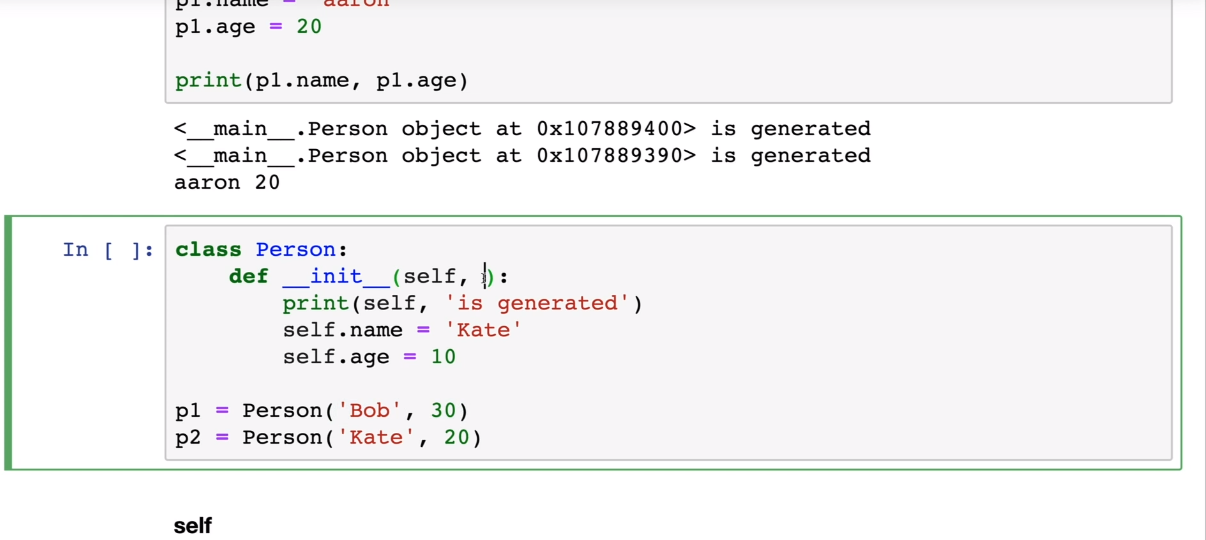 p1.name = 'aaron'
p1.age = 20
print(p1.name, p1.age)
<__main__.Person object at 0x107889400> is generated
<__main__.Person object at 0x107889390> is generated
aaron 20
In [ ]: class Person:
def __init__(self, ):
print(self, 'is generated')
self.name = 'Kate'
self.age = 10
p1 = Person('Bob', 30)
p2 = Person('Kate', 20)
self